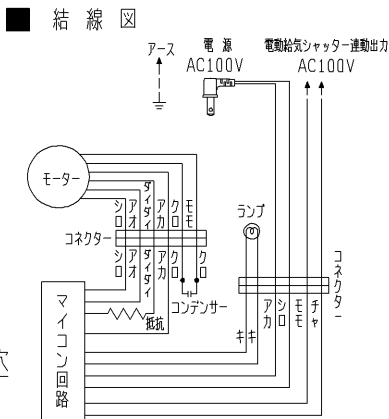 ■ 結線図
アース
電源
AC100V
電動給気シャッター連動出力
AC100V
モーター
シロ アオ ダイダイ アカ クロ モモ
コネクター
シロ アオ ダイダイ アカ クロ クロ
コンデンサー
抵抗
ランプ
コネクター
キ キ アカ シロ モモ チャ
マイコン回路
穴